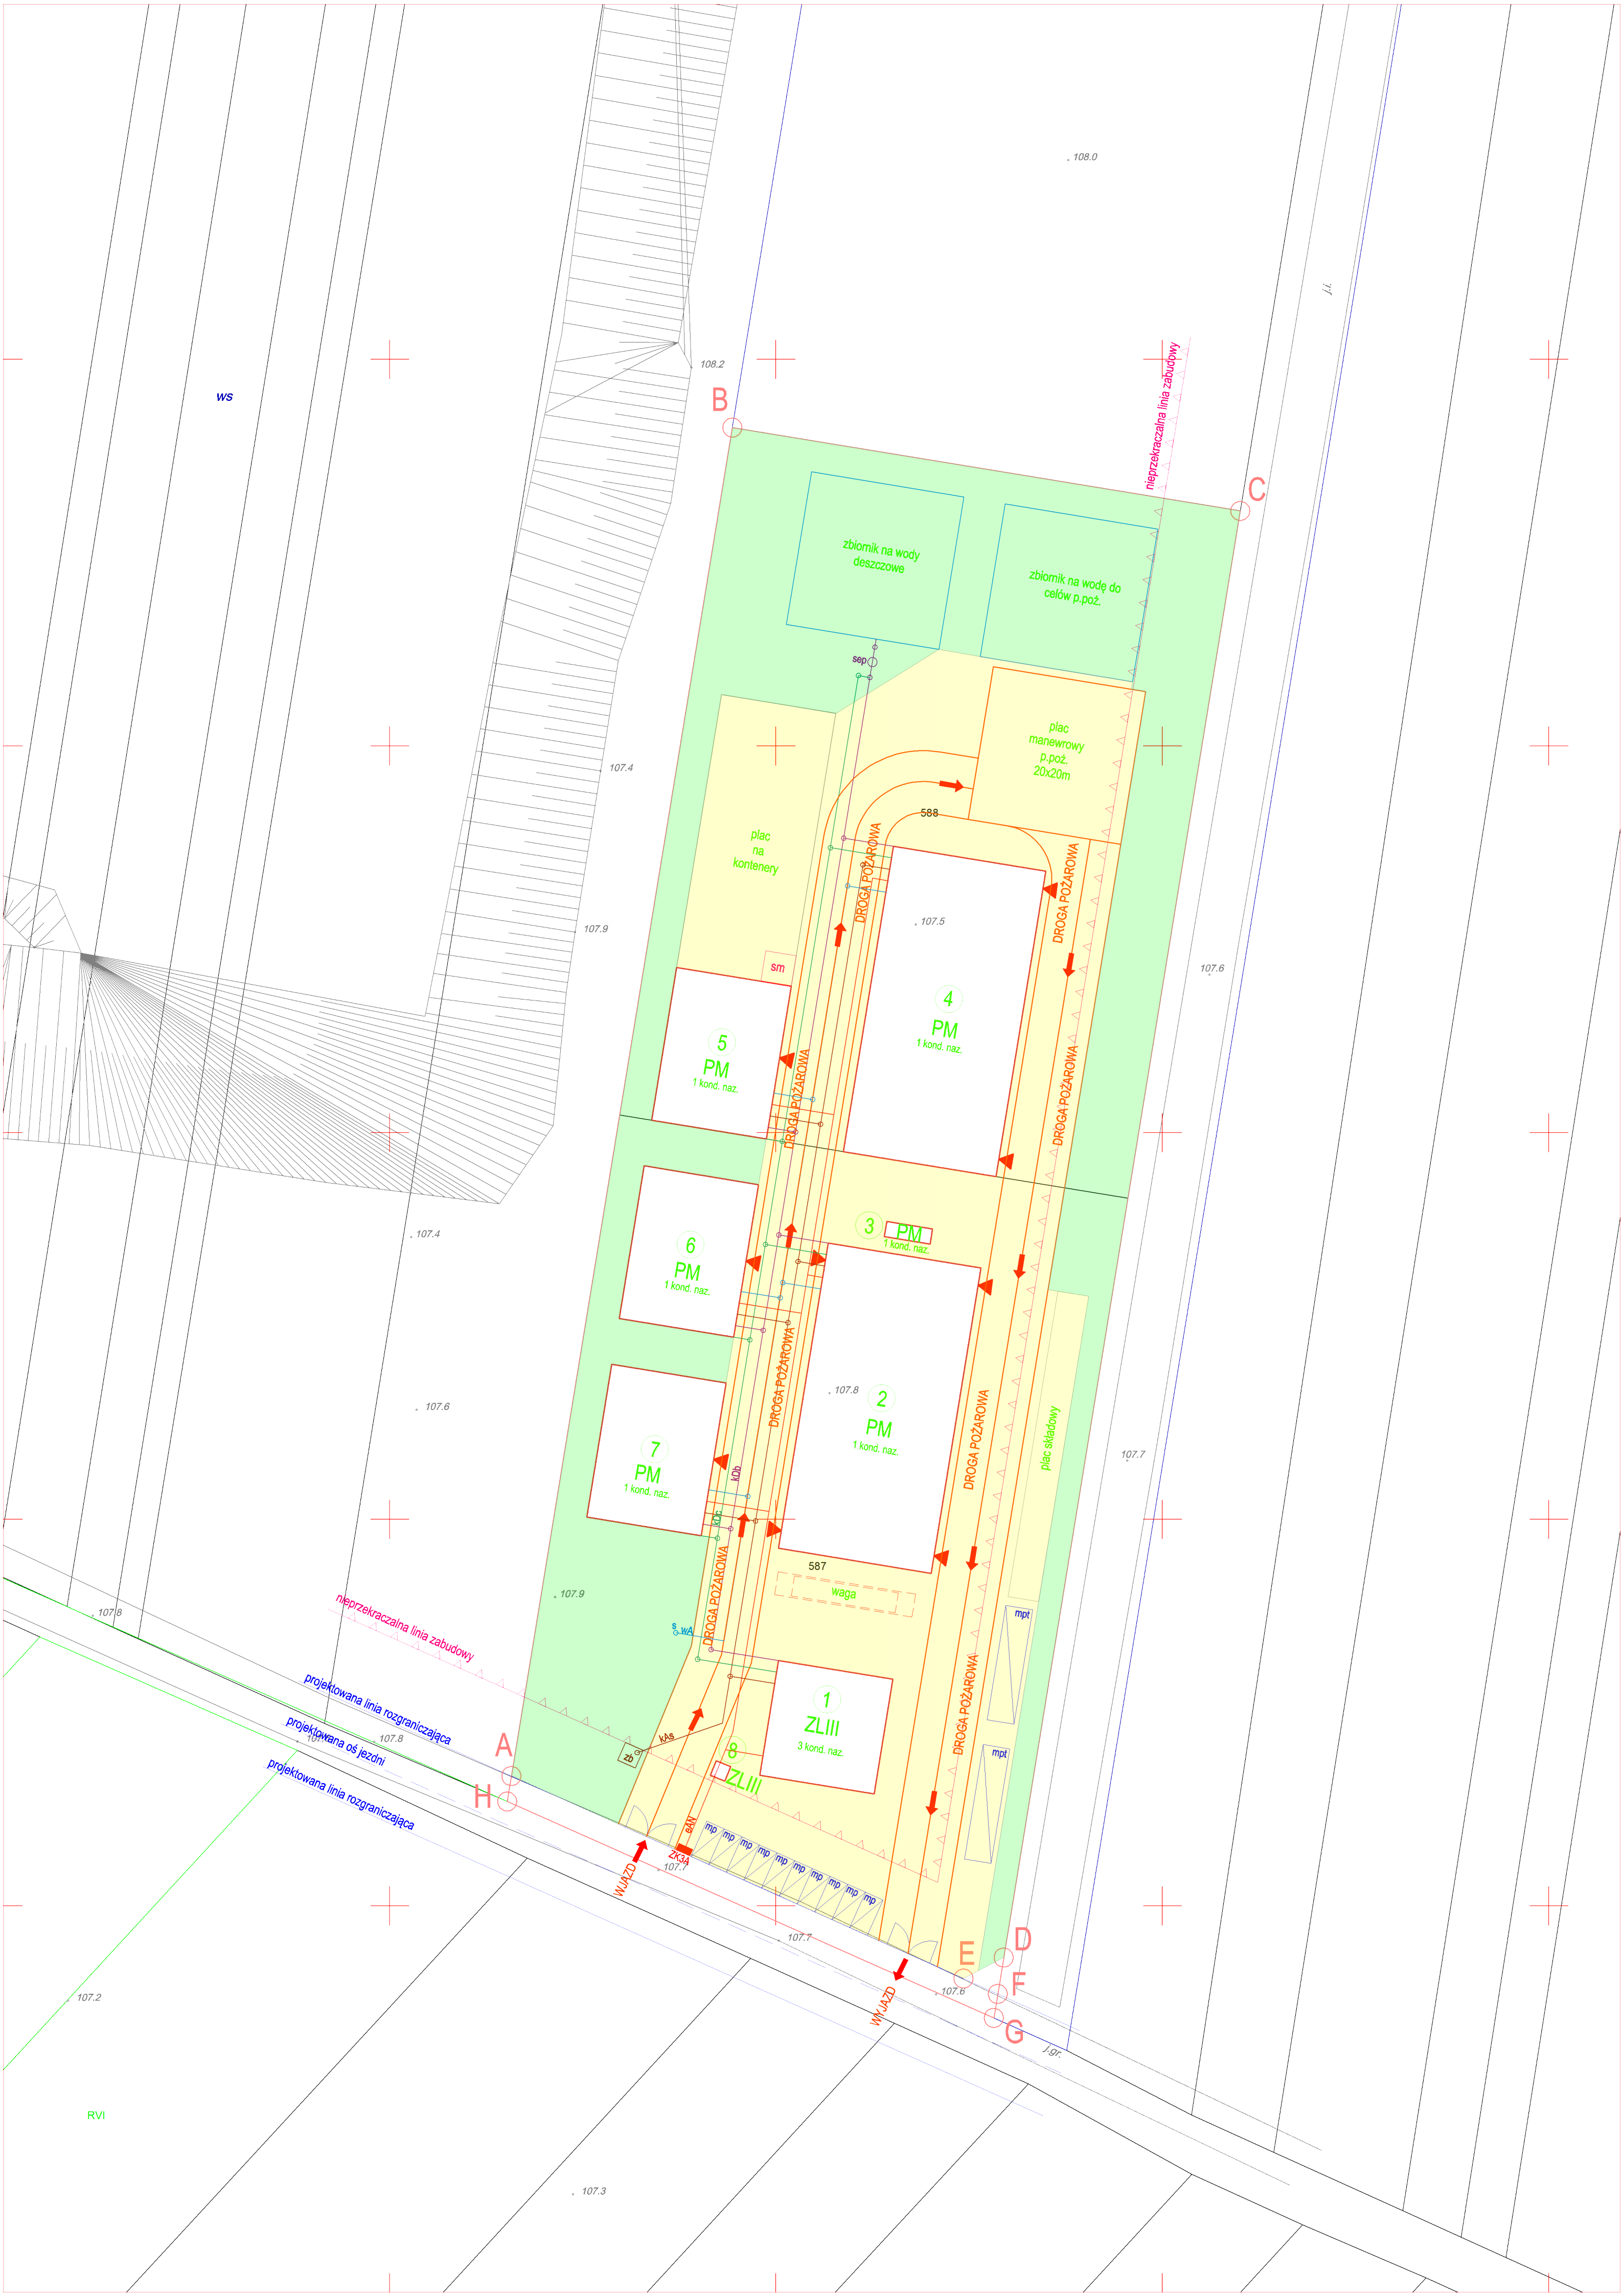 108.0
j.r.
108.2
nieprzekraczalna linia zabudowy
ws
B
C
zbiornik na wody
deszczowe
zbiornik na wodę do
celów p.poż.
sep
plac
manewrowy
p.poż.
20x20m
107.4
588
plac
na
kontenery
DROGA POŻAROWA
DROGA POŻAROWA
107.9
107.5
107.6
sm
4
PM
1 kond. naz.
5
PM
1 kond. naz.
DROGA POŻAROWA
DROGA POŻAROWA
107.4
3
PM
1 kond. naz.
6
PM
1 kond. naz.
DROGA POŻAROWA
107.6
107.8
2
PM
1 kond. naz.
DROGA POŻAROWA
plac składowy
107.7
7
PM
1 kond. naz.
kDb
kDc
587
waga
107.9
DROGA POŻAROWA
mpt
107.8
nieprzekraczalna linia zabudowy
s
wA
DROGA POŻAROWA
projektowana linia rozgraniczająca
1
ZLIII
3 kond. naz.
projektowana oś jezdni
107.8
kAs
zb
8
ZLIII
mpt
A
H
projektowana linia rozgraniczająca
eAN
ZK3A
WJAZD
107.7
mp
mp
mp
mp
mp
mp
mp
mp
mp
mp
107.7
D
E
F
G
107.6
WYJAZD
107.2
j.gr.
RVI
107.3